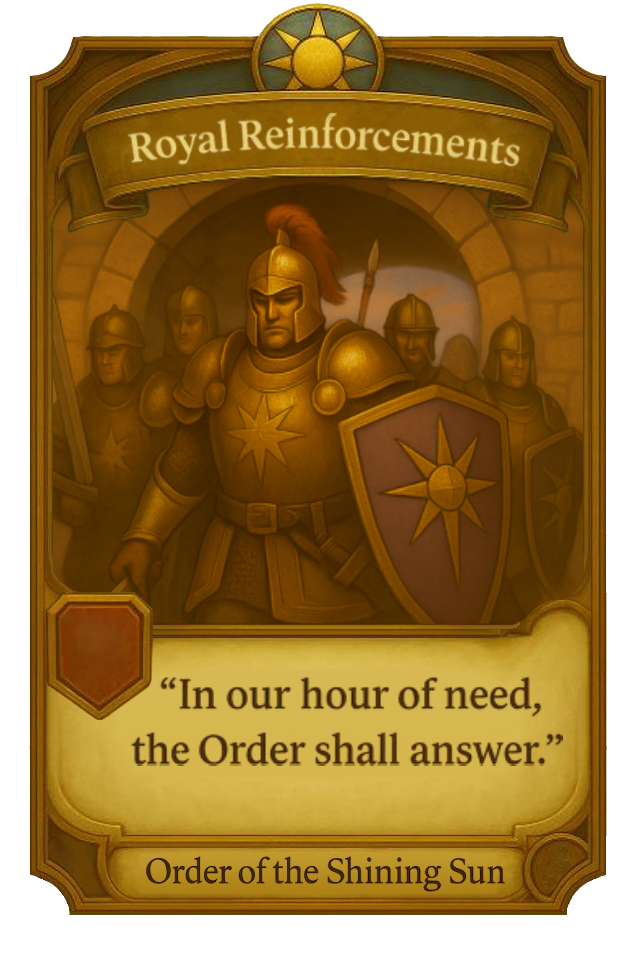 Royal Reinforcements
“In our hour of need,
the Order shall answer.”
Order of the Shining Sun